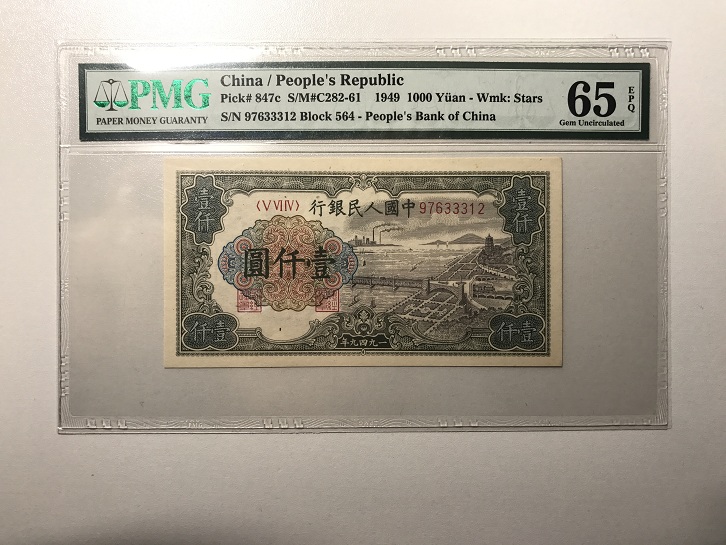 PMG
PAPER MONEY GUARANTY
China / People's Republic
Pick# 847c S/M#C282-61 1949 1000 Yüan - Wmk: Stars
S/N 97633312 Block 564 - People's Bank of China
65
EPQ
Gem Uncirculated
壹仟
壹仟
行銀民人國中
〈V VII IV〉
97633312
圓仟壹
年九四九一
仟壹
仟壹